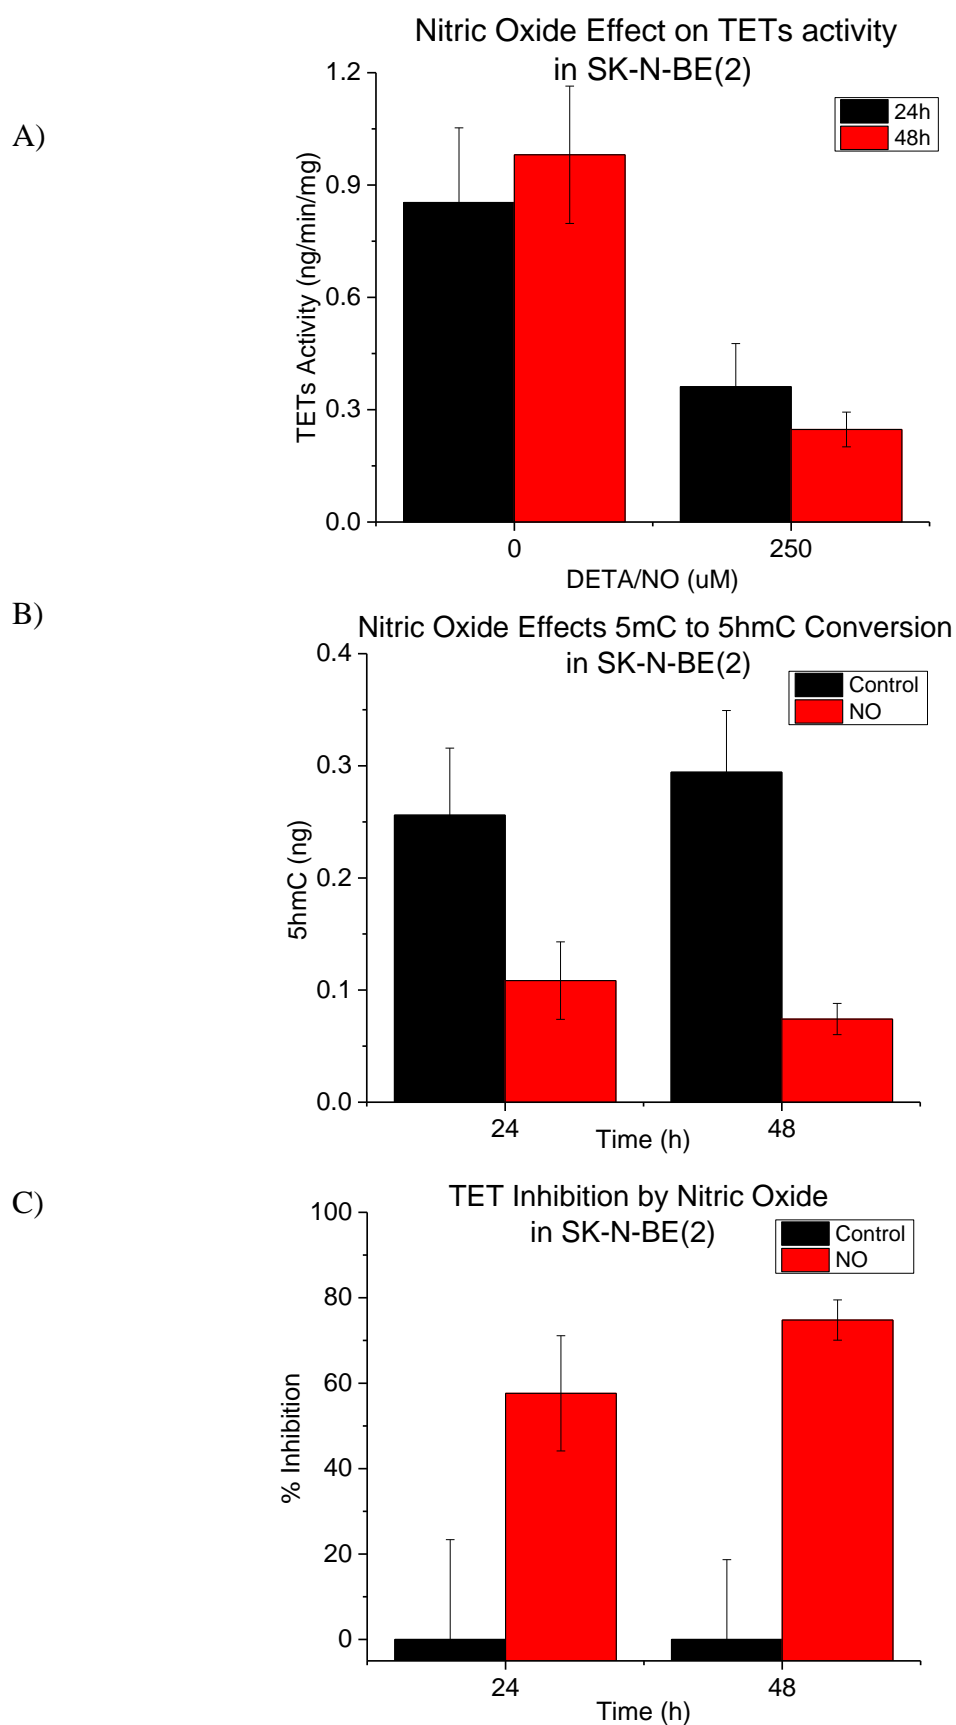 A)
Nitric Oxide Effect on TETs activity
in SK-N-BE(2)
24h
48h
TETs Activity (ng/min/mg)
1.2
0.9
0.6
0.3
0.0
0
250
DETA/NO (uM)
B)
Nitric Oxide Effects 5mC to 5hmC Conversion
in SK-N-BE(2)
Control
NO
5hmC (ng)
0.4
0.3
0.2
0.1
0.0
24
48
Time (h)
C)
TET Inhibition by Nitric Oxide
in SK-N-BE(2)
Control
NO
% Inhibition
100
80
60
40
20
0
24
48
Time (h)